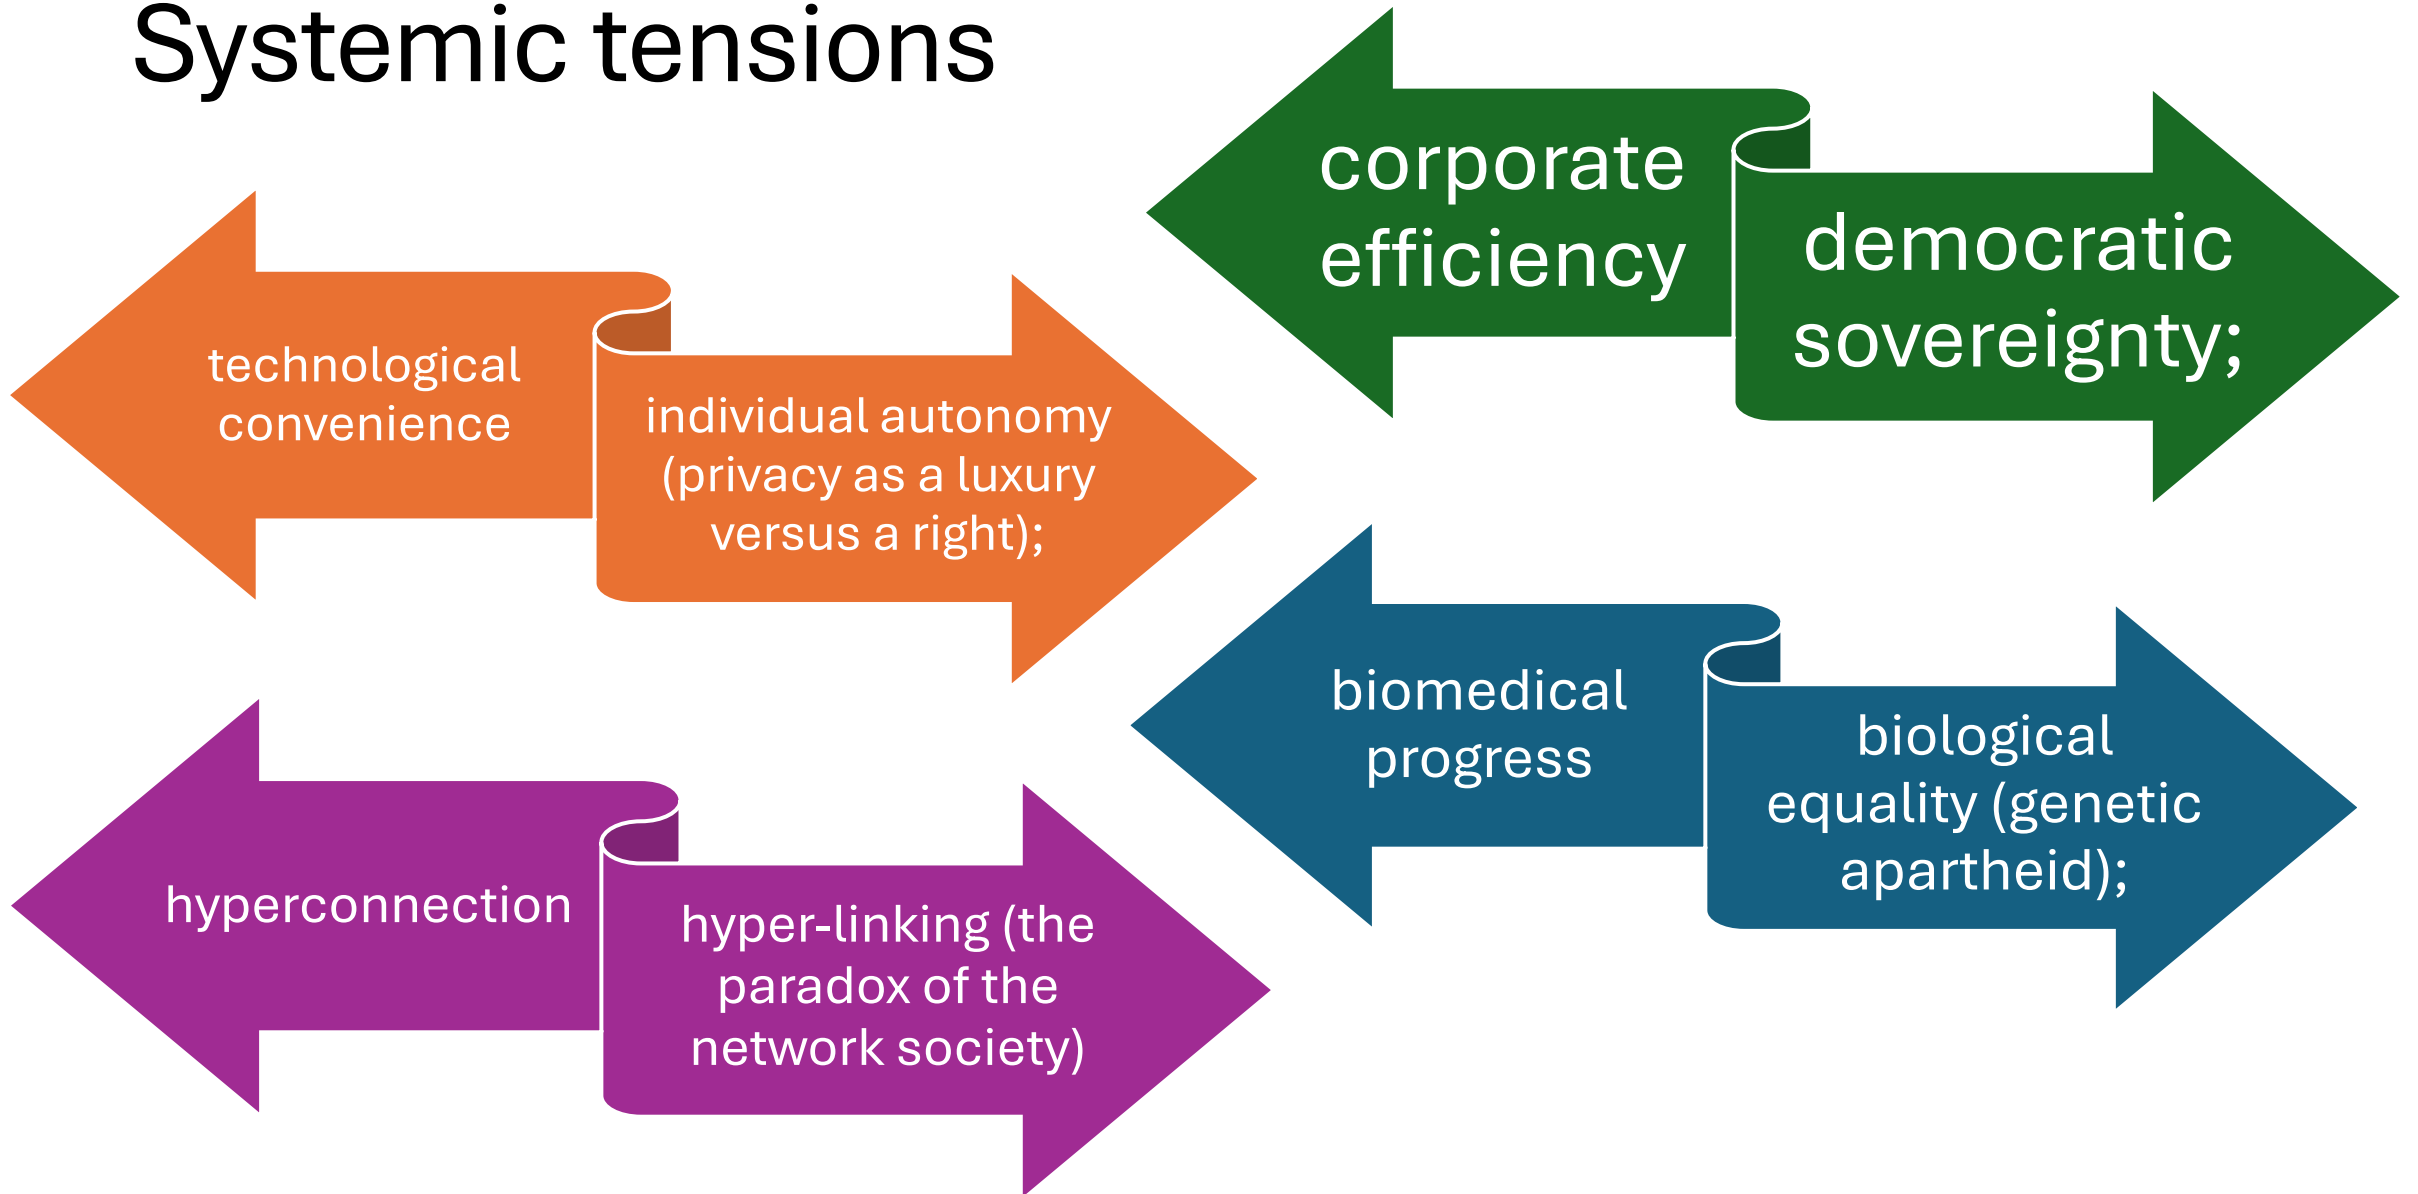 Systemic tensions
technological
convenience
individual autonomy
(privacy as a luxury
versus a right);
corporate
efficiency
democratic
sovereignty;
hyperconnection
hyper-linking (the
paradox of the
network society)
biomedical
progress
biological
equality (genetic
apartheid);